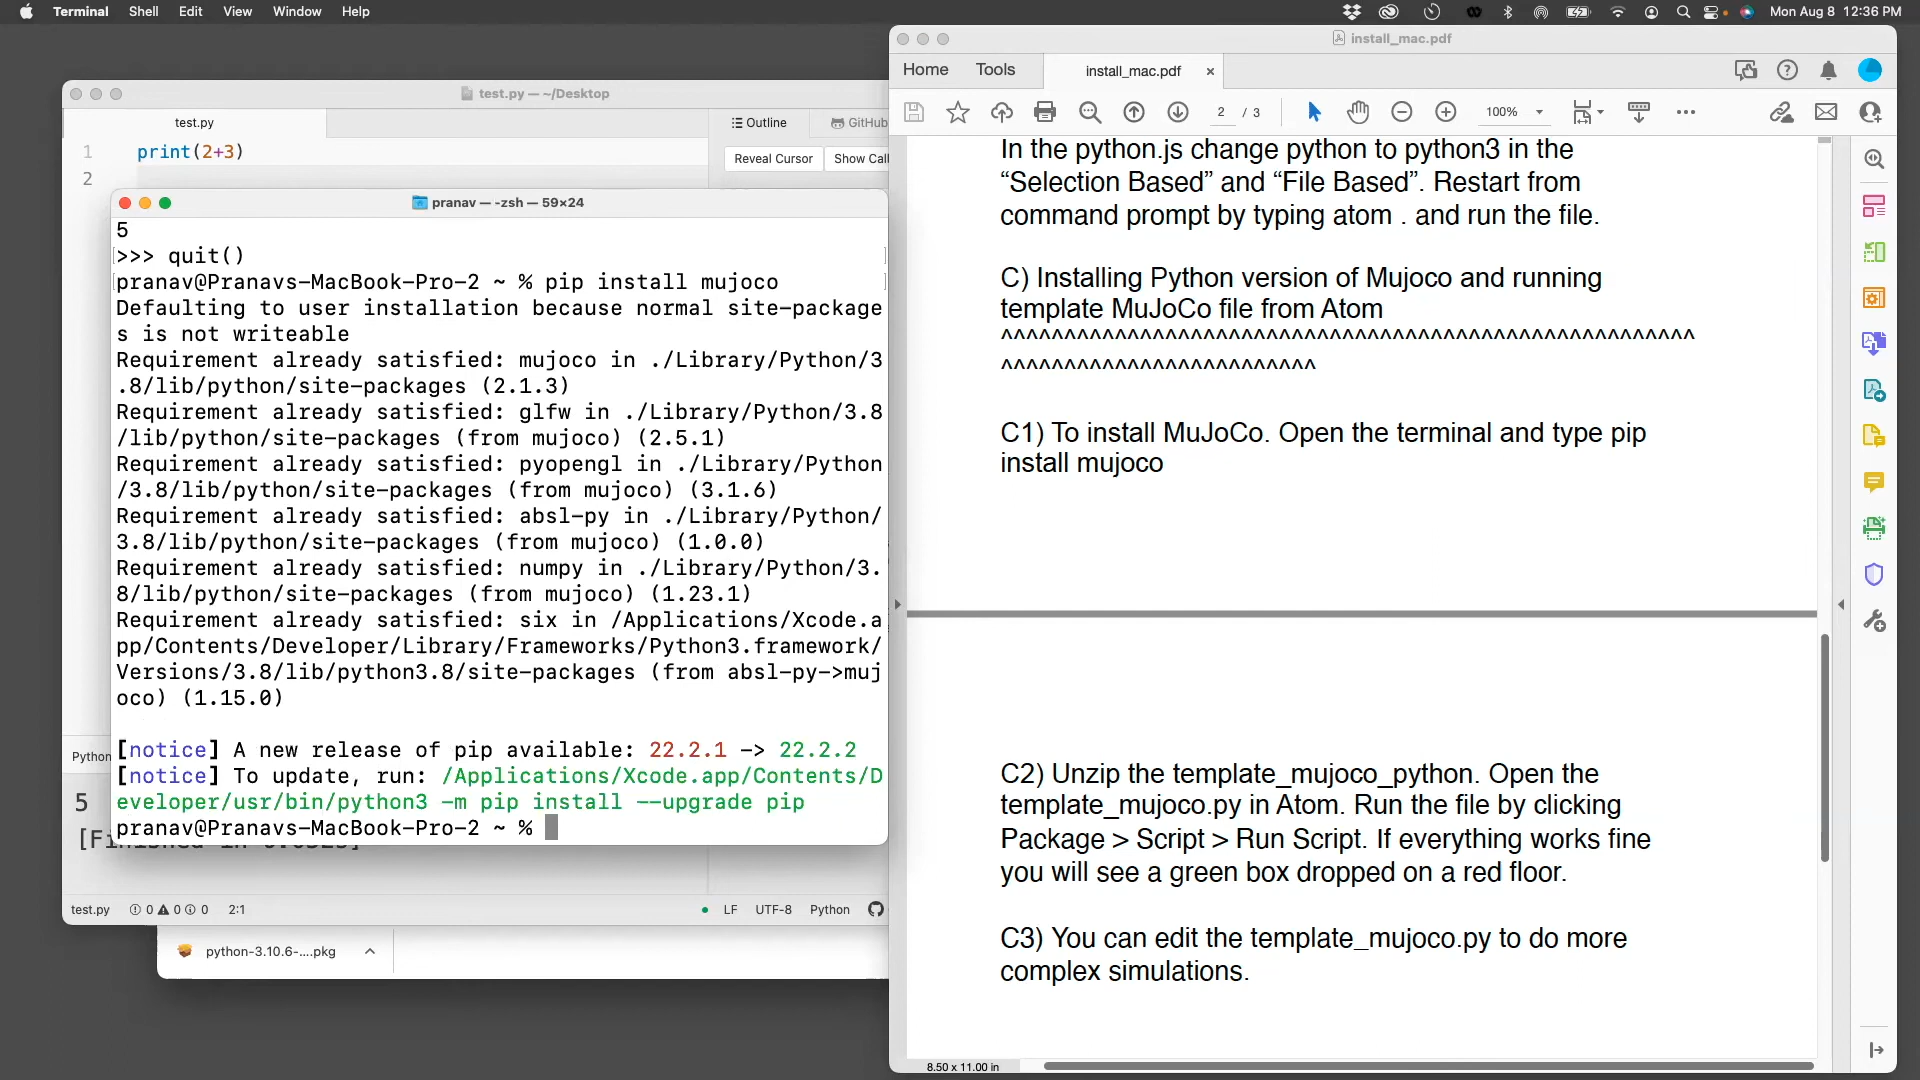 Terminal Shell Edit View Window Help
Mon Aug 8 12:36 PM
test.py — ~/Desktop
test.py
Outline
GitHub
1 print(2+3)
2
Reveal Cursor
Show Call
pranav — -zsh — 59×24
5
>>> quit()
pranav@Pranavs-MacBook-Pro-2 ~ % pip install mujoco
Defaulting to user installation because normal site-package
s is not writeable
Requirement already satisfied: mujoco in ./Library/Python/3
.8/lib/python/site-packages (2.1.3)
Requirement already satisfied: glfw in ./Library/Python/3.8
/lib/python/site-packages (from mujoco) (2.5.1)
Requirement already satisfied: pyopengl in ./Library/Python
/3.8/lib/python/site-packages (from mujoco) (3.1.6)
Requirement already satisfied: absl-py in ./Library/Python/
3.8/lib/python/site-packages (from mujoco) (1.0.0)
Requirement already satisfied: numpy in ./Library/Python/3.
8/lib/python/site-packages (from mujoco) (1.23.1)
Requirement already satisfied: six in /Applications/Xcode.a
pp/Contents/Developer/Library/Frameworks/Python3.framework/
Versions/3.8/lib/python3.8/site-packages (from absl-py->muj
oco) (1.15.0)
[notice] A new release of pip available: 22.2.1 -> 22.2.2
[notice] To update, run: /Applications/Xcode.app/Contents/D
eveloper/usr/bin/python3 -m pip install --upgrade pip
pranav@Pranavs-MacBook-Pro-2 ~ %
Python
5
test.py 0 0 0 2:1
LF UTF-8 Python
python-3.10.6-....pkg
install_mac.pdf
Home Tools install_mac.pdf ×
2 / 3
100%
In the python.js change python to python3 in the
“Selection Based” and “File Based”. Restart from
command prompt by typing atom . and run the file.
C) Installing Python version of Mujoco and running
template MuJoCo file from Atom
^^^^^^^^^^^^^^^^^^^^^^^^^^^^^^^^^^^^^^^^^^^^^^^^^^^^^^^
^^^^^^^^^^^^^^^^^^^^^^^^^
C1) To install MuJoCo. Open the terminal and type pip
install mujoco
C2) Unzip the template_mujoco_python. Open the
template_mujoco.py in Atom. Run the file by clicking
Package > Script > Run Script. If everything works fine
you will see a green box dropped on a red floor.
C3) You can edit the template_mujoco.py to do more
complex simulations.
8.50 x 11.00 in